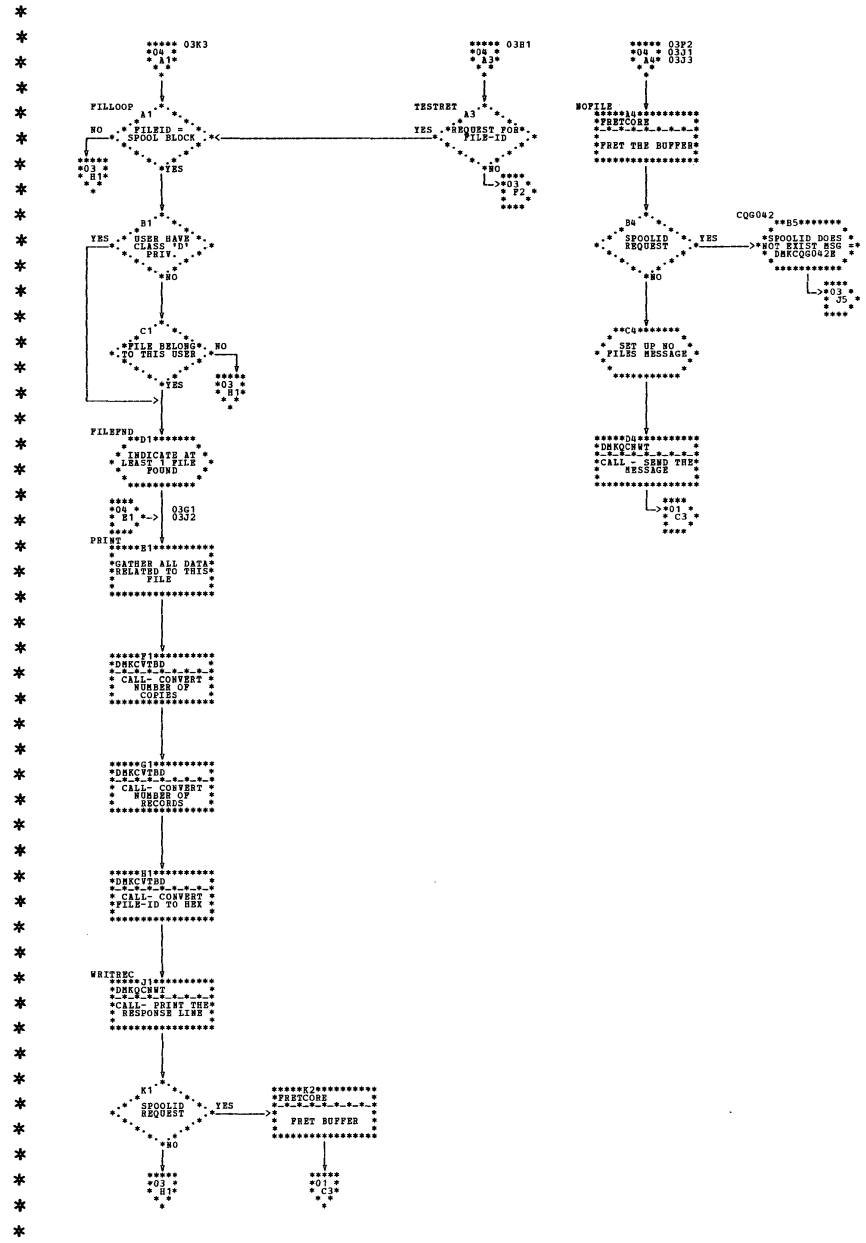 03K3
04
A1
FILLOOP
A1
FILEID =
SPOOL BLOCK
NO
03
H1
YES
B1
USER HAVE
CLASS 'D'
PRIV.
YES
NO
C1
FILE BELONG
TO THIS USER
NO
03
H1
YES
FILEFND
D1
INDICATE AT
LEAST 1 FILE
FOUND
04
E1
03G1
03J2
PRINT
E1
GATHER ALL DATA
RELATED TO THIS
FILE
F1
DMKCVTBD
CALL- CONVERT
NUMBER OF
COPIES
G1
DMKCVTBD
CALL- CONVERT
NUMBER OF
RECORDS
H1
DMKCVTBD
CALL- CONVERT
FILE-ID TO HEX
WRITREC
J1
DMKQCNWT
CALL- PRINT THE
RESPONSE LINE
K1
SPOOLID
REQUEST
YES
NO
03
H1
K2
FRETCORE
FRET BUFFER
01
C3
03H1
04
A3
TESTRET
A3
REQUEST FOR
FILE-ID
YES
NO
03
F2
03F2
03J1
03J3
04
A4
NOFILE
A4
FRETCORE
FRET THE BUFFER
B4
SPOOLID
REQUEST
YES
NO
CQG042
B5
SPOOLID DOES
NOT EXIST MSG =
DMKCQG042E
03
J5
C4
SET UP NO
FILES MESSAGE
D4
DMKQCNWT
CALL - SEND THE
MESSAGE
01
C3